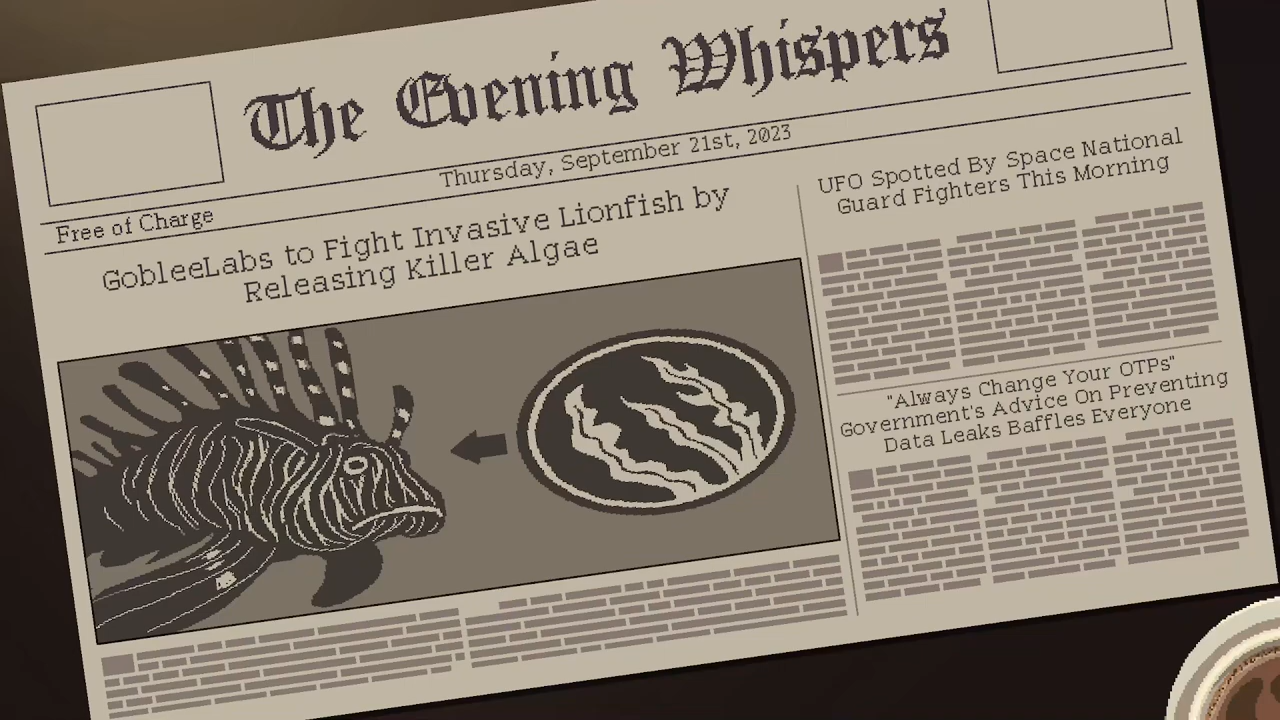 The Evening Whispers
Thursday, September 21st, 2023
Free of Charge
GobleeLabs to Fight Invasive Lionfish by
Releasing Killer Algae
UFO Spotted By Space National
Guard Fighters This Morning
"Always Change Your OTPs"
Government's Advice On Preventing
Data Leaks Baffles Everyone